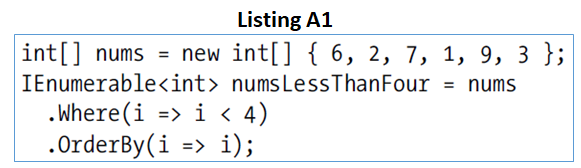 Listing A1
int[] nums = new int[] { 6, 2, 7, 1, 9, 3 };
IEnumerable<int> numsLessThanFour = nums
  .Where(i => i < 4)
  .OrderBy(i => i);